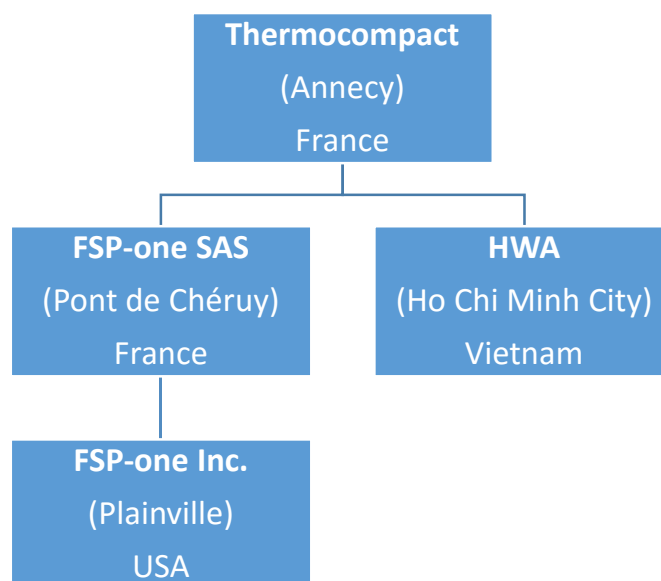 Thermocompact
(Annecy)
France
FSP-one SAS
(Pont de Chéruy)
France
HWA
(Ho Chi Minh City)
Vietnam
FSP-one Inc.
(Plainville)
USA